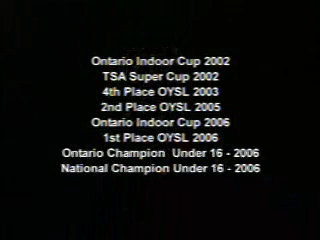 Ontario Indoor Cup 2002
TSA Super Cup 2002
4th Place OYSL 2003
2nd Place OYSL 2005
Ontario Indoor Cup 2006
1st Place OYSL 2006
Ontario Champion Under 16 - 2006
National Champion Under 16 - 2006